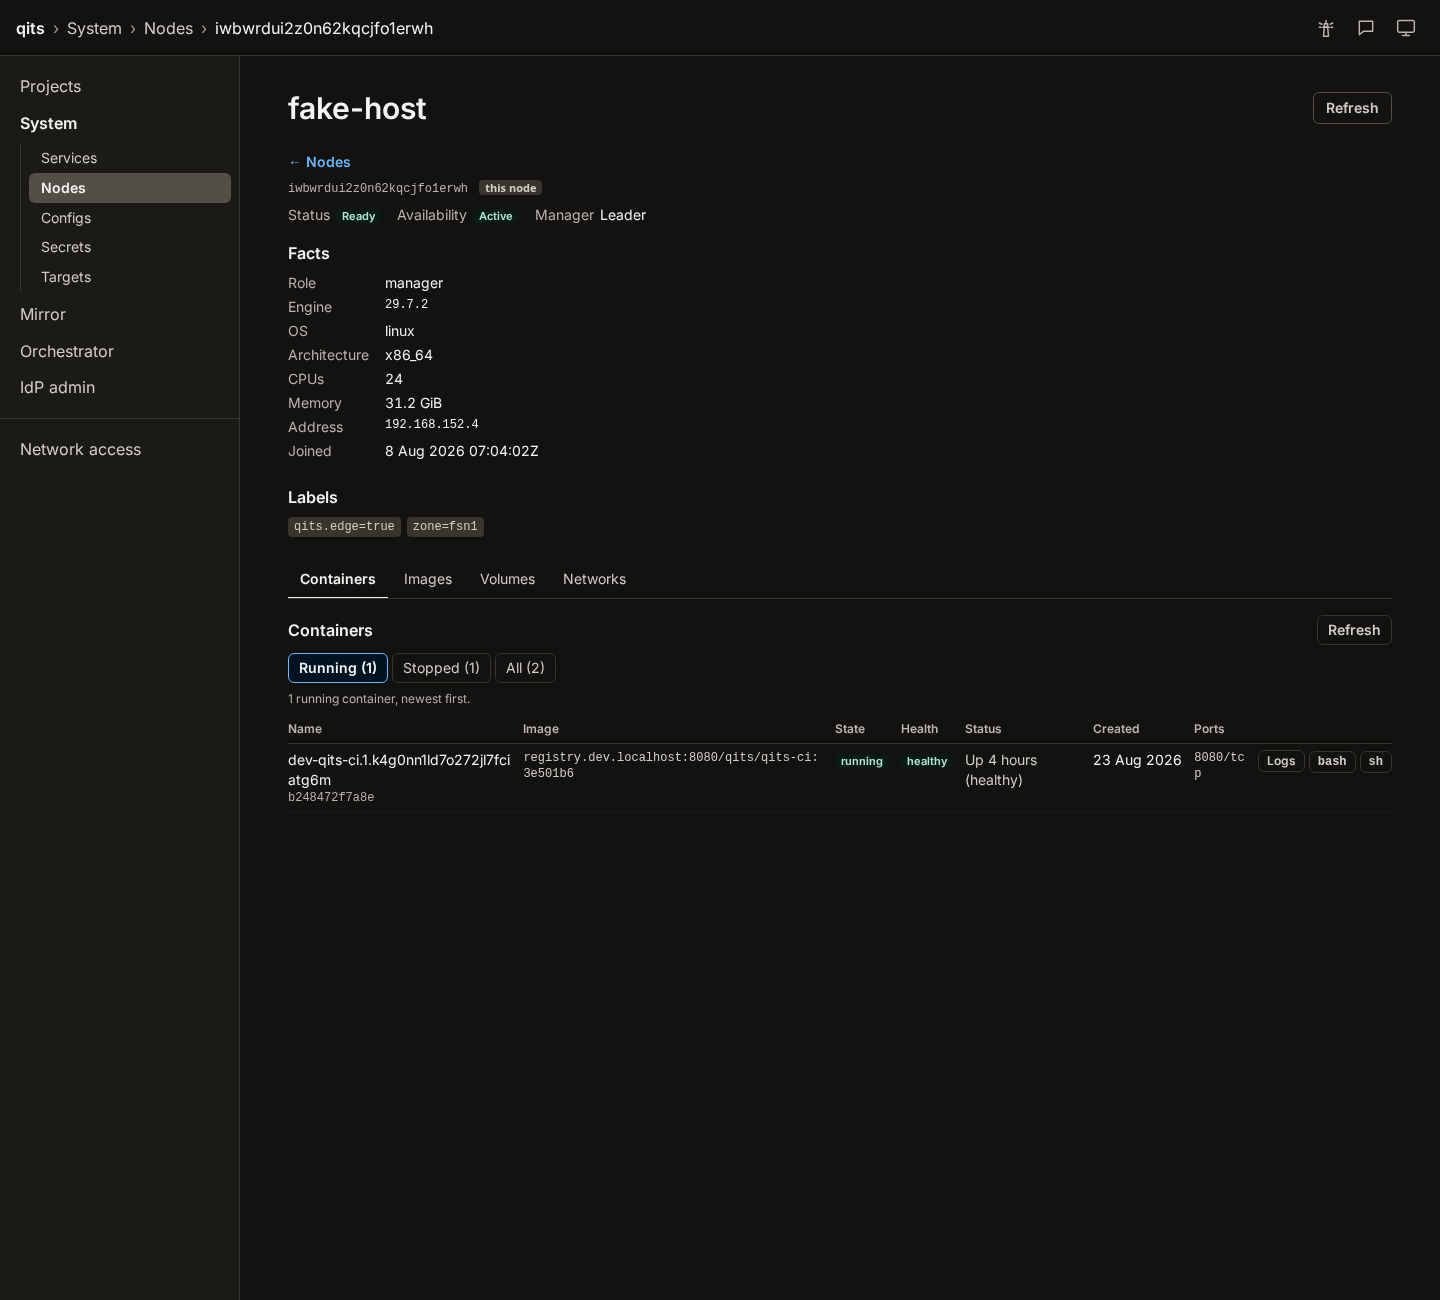 qits › System › Nodes › iwbwrdui2z0n62kqcjfo1erwh
Projects
System
Services
Nodes
Configs
Secrets
Targets
Mirror
Orchestrator
IdP admin
Network access
fake-host
Refresh
← Nodes
iwbwrdui2z0n62kqcjfo1erwh this node
Status Ready Availability Active Manager Leader
Facts
Role manager
Engine 29.7.2
OS linux
Architecture x86_64
CPUs 24
Memory 31.2 GiB
Address 192.168.152.4
Joined 8 Aug 2026 07:04:02Z
Labels
qits.edge=true zone=fsn1
Containers Images Volumes Networks
Containers Refresh
Running (1) Stopped (1) All (2)
1 running container, newest first.
Name Image State Health Status Created Ports
dev-qits-ci.1.k4g0nn1ld7o272jl7fci registry.dev.localhost:8080/qits/qits-ci: running healthy Up 4 hours 23 Aug 2026 8080/tc Logs bash sh
atg6m 3e501b6 (healthy) p
b248472f7a8e